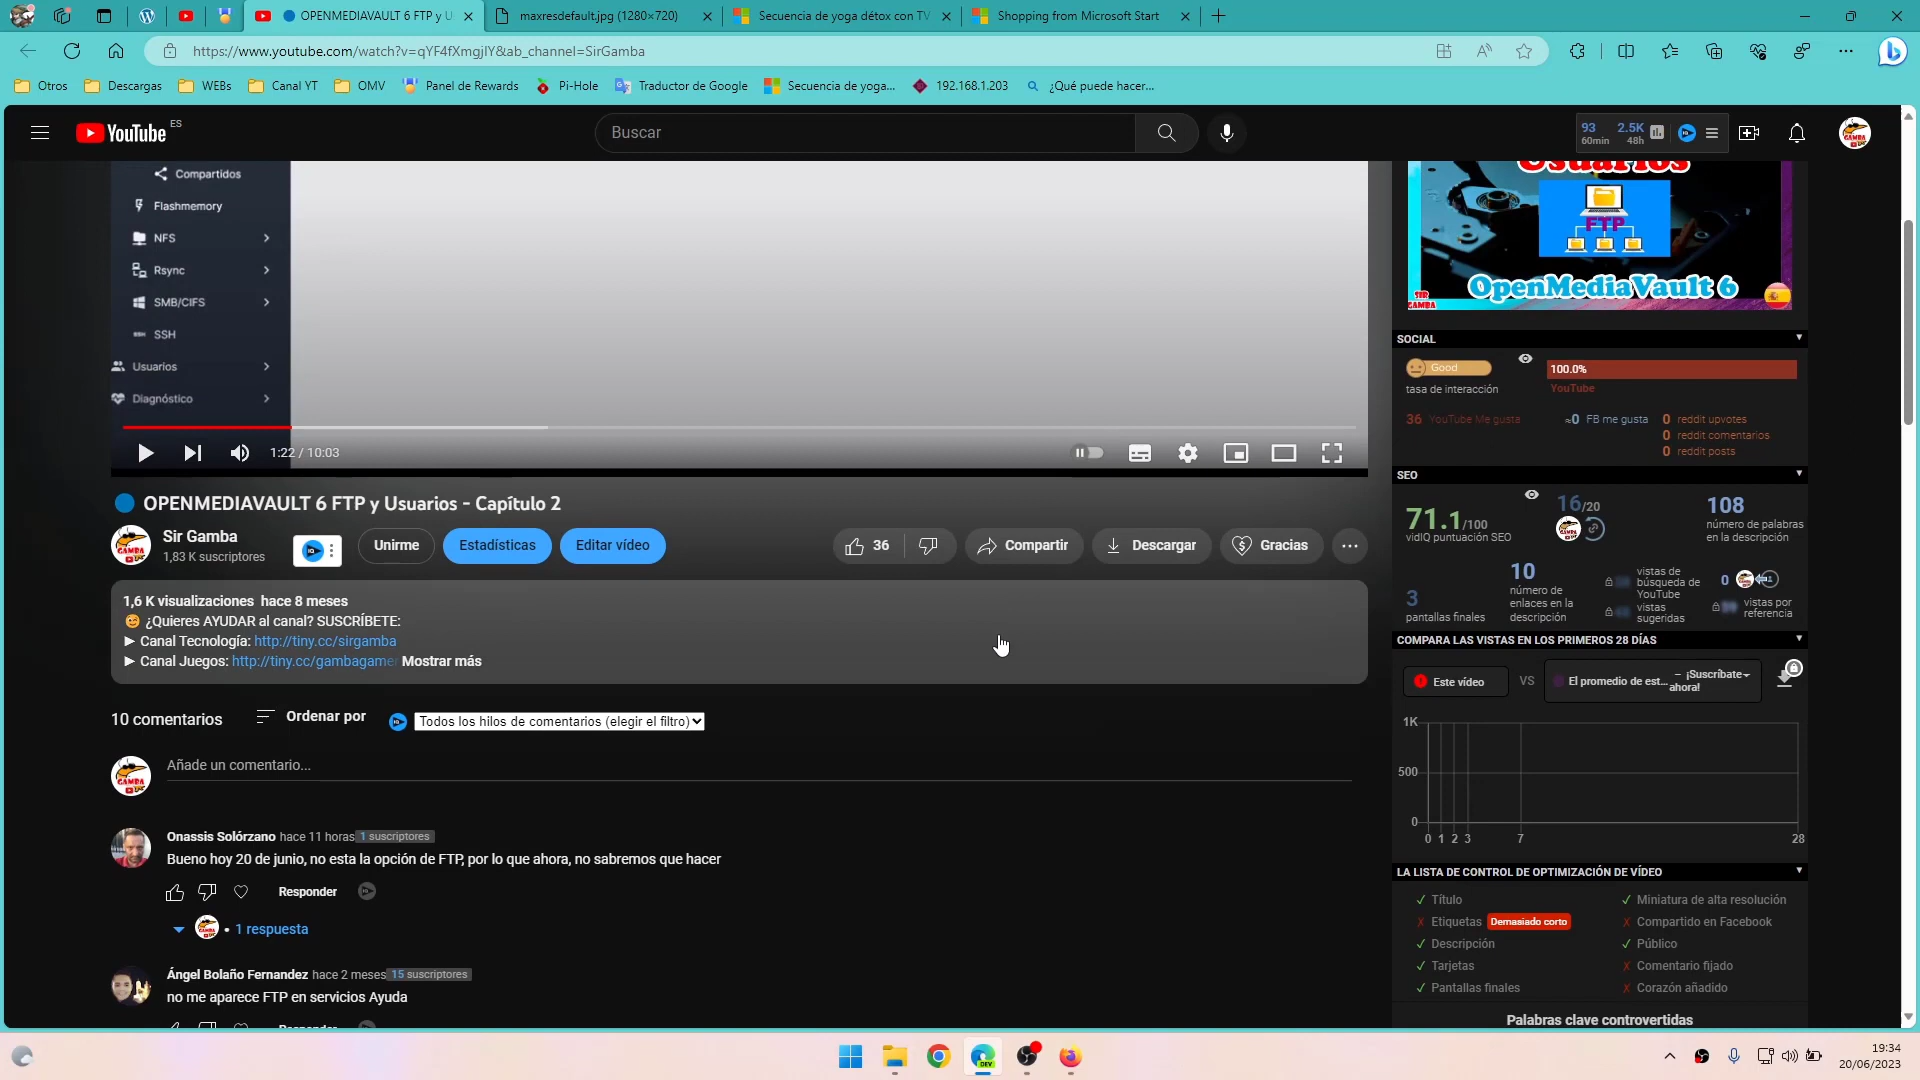 OPENMEDIAVAULT 6 FTP y U
maxresdefault.jpg (1280×720)
Secuencia de yoga détox con TV
Shopping from Microsoft Start
https://www.youtube.com/watch?v=qYF4fXmgjIY&ab_channel=SirGamba
Otros
Descargas
WEBs
Canal YT
OMV
Panel de Rewards
Pi-Hole
Traductor de Google
Secuencia de yoga...
192.168.1.203
¿Qué puede hacer...
YouTube ES
Buscar
93
60min
2.5K
48h
Compartidos
Flashmemory
NFS
Rsync
SMB/CIFS
SSH
Usuarios
Diagnóstico
1:22 / 10:03
OPENMEDIAVAULT 6 FTP y Usuarios - Capítulo 2
Sir Gamba
1,83 K suscriptores
Unirme
Estadísticas
Editar vídeo
36
Compartir
Descargar
Gracias
1,6 K visualizaciones hace 8 meses
¿Quieres AYUDAR al canal? SUSCRÍBETE:
► Canal Tecnología: http://tiny.cc/sirgamba
► Canal Juegos: http://tiny.cc/gambagame Mostrar más
10 comentarios
Ordenar por
Todos los hilos de comentarios (elegir el filtro)
Añade un comentario...
Onassis Solórzano hace 11 horas 1 suscriptores
Bueno hoy 20 de junio, no esta la opción de FTP, por lo que ahora, no sabremos que hacer
Responder
• 1 respuesta
Ángel Bolaño Fernandez hace 2 meses 15 suscriptores
no me aparece FTP en servicios Ayuda
Responder
Usuarios
FTP
OpenMediaVault 6
SIR
GAMBA
SOCIAL
Good
tasa de interacción
100.0%
YouTube
36 YouTube Me gusta
≈0 FB me gusta
0 reddit upvotes
0 reddit comentarios
0 reddit posts
SEO
71.1/100
vidIQ puntuación SEO
16/20
108
número de palabras
en la descripción
3
pantallas finales
10
número de
enlaces en la
descripción
vistas de
búsqueda de
YouTube
vistas
sugeridas
0
vistas por
referencia
COMPARA LAS VISTAS EN LOS PRIMEROS 28 DÍAS
Este vídeo
VS
El promedio de est...
– ¡Suscríbate
ahora!
1K
500
0
0 1 2 3 7 28
LA LISTA DE CONTROL DE OPTIMIZACIÓN DE VÍDEO
Título
Etiquetas Demasiado corto
Descripción
Tarjetas
Pantallas finales
Miniatura de alta resolución
Compartido en Facebook
Público
Comentario fijado
Corazón añadido
Palabras clave controvertidas
DEV
19:34
20/06/2023